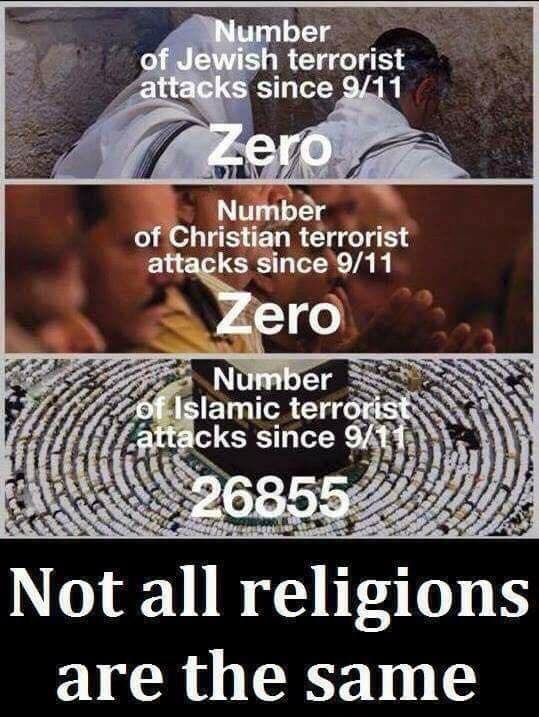 Number
of Jewish terrorist
attacks since 9/11
Zero
Number
of Christian terrorist
attacks since 9/11
Zero
Number
of Islamic terrorist
attacks since 9/11
26855
Not all religions
are the same